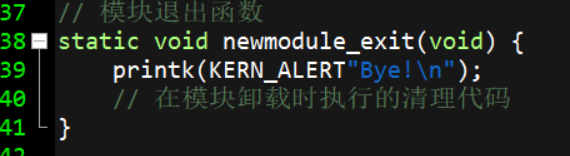 37 // 模块退出函数
38 static void newmodule_exit(void) {
39 printk(KERN_ALERT"Bye!\n");
40 // 在模块卸载时执行的清理代码
41 }
42